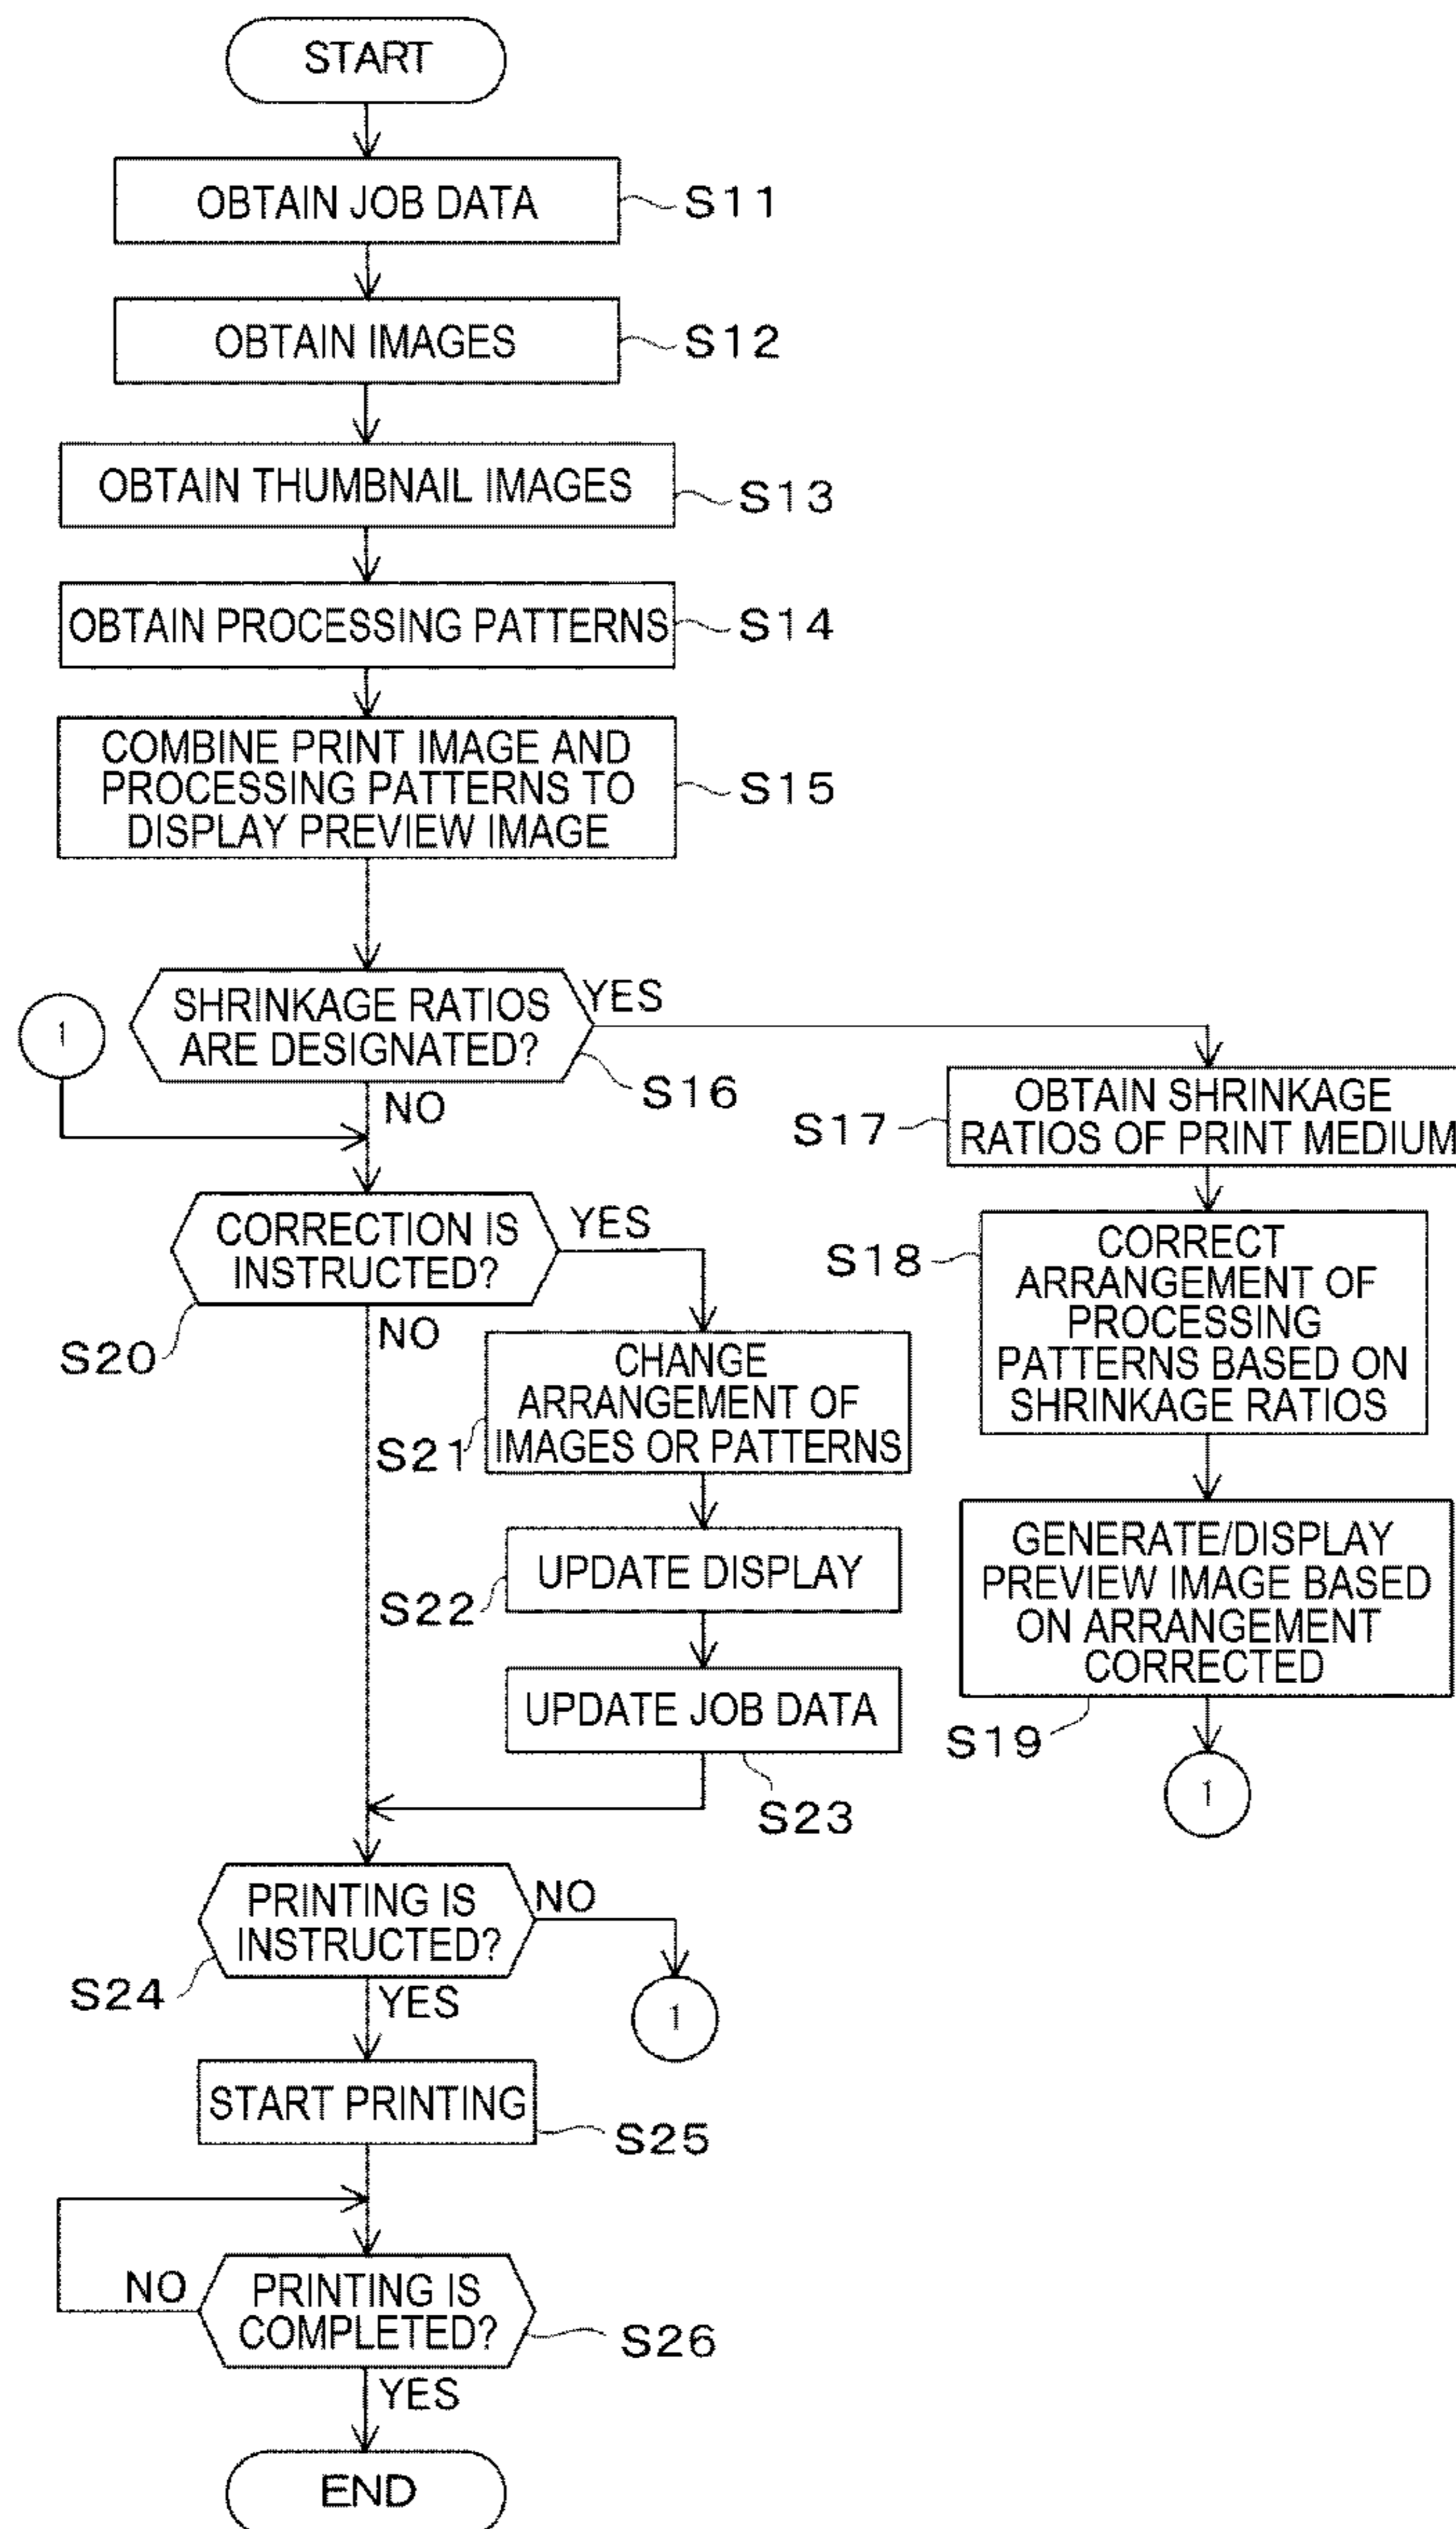 START
OBTAIN JOB DATA
S11
OBTAIN IMAGES
S12
OBTAIN THUMBNAIL IMAGES
S13
OBTAIN PROCESSING PATTERNS
S14
COMBINE PRINT IMAGE AND
PROCESSING PATTERNS TO
DISPLAY PREVIEW IMAGE
S15
1
SHRINKAGE RATIOS
ARE DESIGNATED?
YES
S16
NO
S17
OBTAIN SHRINKAGE
RATIOS OF PRINT MEDIUM
S18
CORRECT
ARRANGEMENT OF
PROCESSING
PATTERNS BASED ON
SHRINKAGE RATIOS
GENERATE/DISPLAY
PREVIEW IMAGE BASED
ON ARRANGEMENT
CORRECTED
S19
1
CORRECTION IS
INSTRUCTED?
YES
S20
NO
CHANGE
ARRANGEMENT OF
IMAGES OR PATTERNS
S21
UPDATE DISPLAY
S22
UPDATE JOB DATA
S23
PRINTING IS
INSTRUCTED?
NO
S24
YES
1
START PRINTING
S25
NO
PRINTING IS
COMPLETED?
S26
YES
END